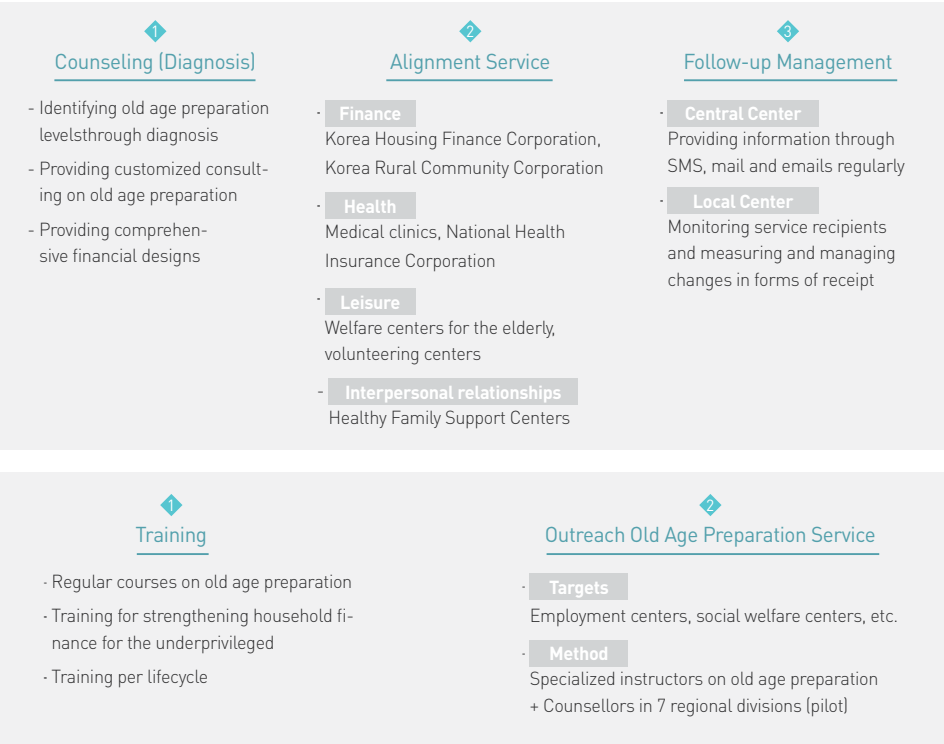 1
Counseling (Diagnosis)
- Identifying old age preparation
levelsthrough diagnosis
- Providing customized consult-
ing on old age preparation
- Providing comprehen-
sive financial designs
2
Alignment Service
· Finance
Korea Housing Finance Corporation,
Korea Rural Community Corporation
· Health
Medical clinics, National Health
Insurance Corporation
· Leisure
Welfare centers for the elderly,
volunteering centers
- Interpersonal relationships
Healthy Family Support Centers
3
Follow-up Management
· Central Center
Providing information through
SMS, mail and emails regularly
· Local Center
Monitoring service recipients
and measuring and managing
changes in forms of receipt
1
Training
· Regular courses on old age preparation
· Training for strengthening household fi-
nance for the underprivileged
· Training per lifecycle
2
Outreach Old Age Preparation Service
· Targets
Employment centers, social welfare centers, etc.
· Method
Specialized instructors on old age preparation
+ Counsellors in 7 regional divisions (pilot)